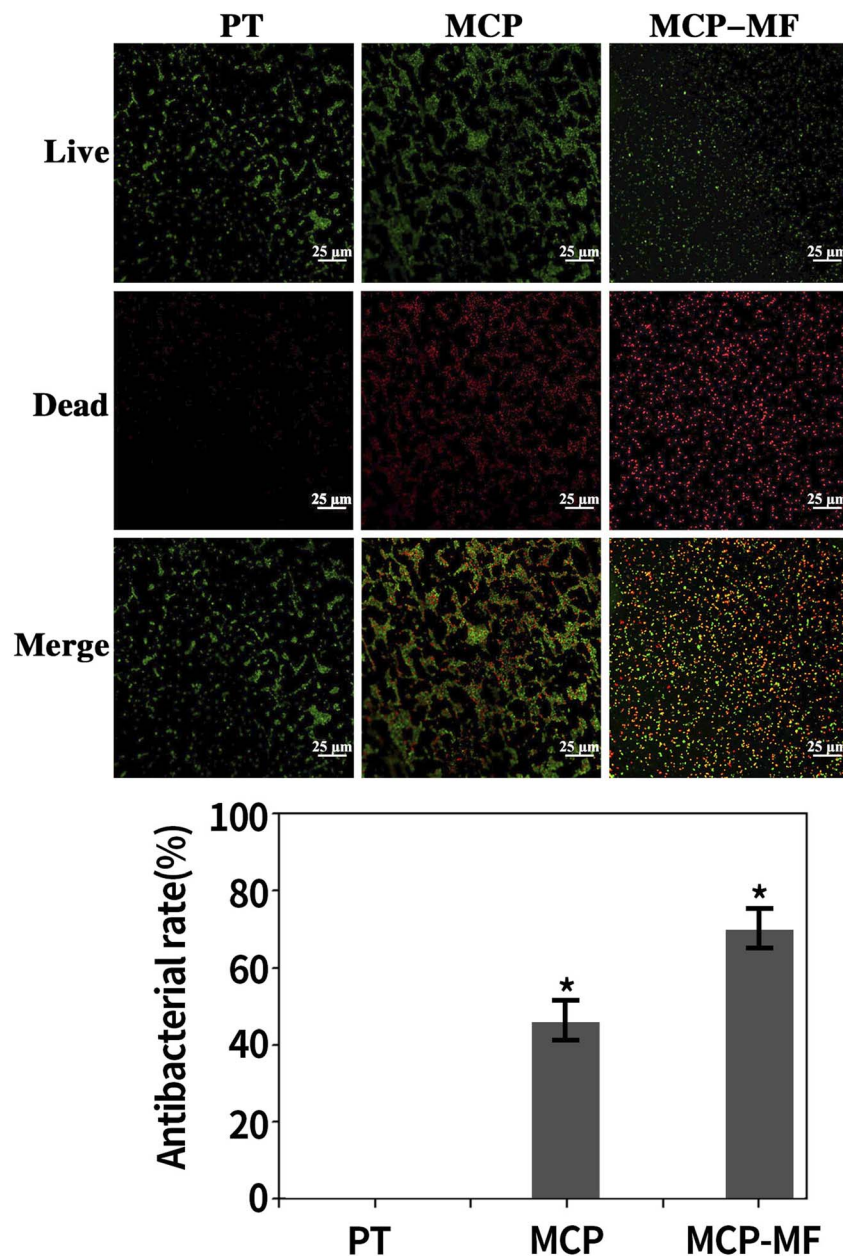 PT MCP MCP–MF
Live
25 μm 25 μm 25 μm
Dead
25 μm 25 μm 25 μm
Merge
25 μm 25 μm 25 μm
Antibacterial rate(%)
100
80
60
40
20
0
*
*
PT MCP MCP-MF